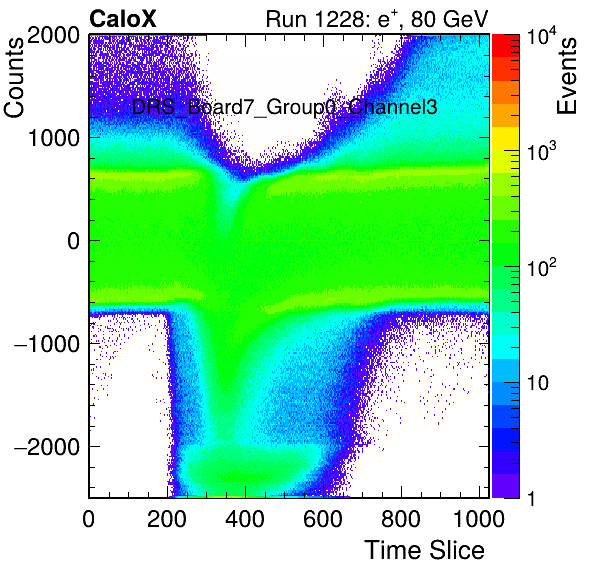 CaloX Run 1228: e⁺, 80 GeV
Counts
Events
DRS_Board7_Group0_Channel3
2000
1000
0
−1000
−2000
0 200 400 600 800 1000
Time Slice
10⁴
10³
10²
10
1